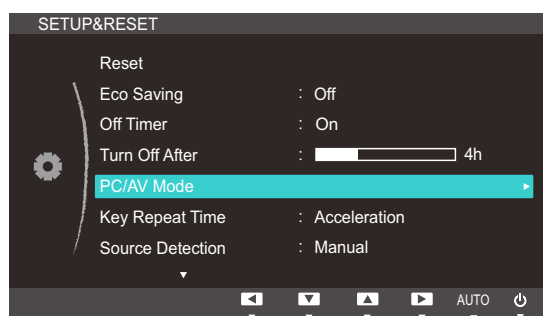 SETUP&RESET
Reset
Eco Saving : Off
Off Timer : On
Turn Off After : 4h
PC/AV Mode
Key Repeat Time : Acceleration
Source Detection : Manual
AUTO